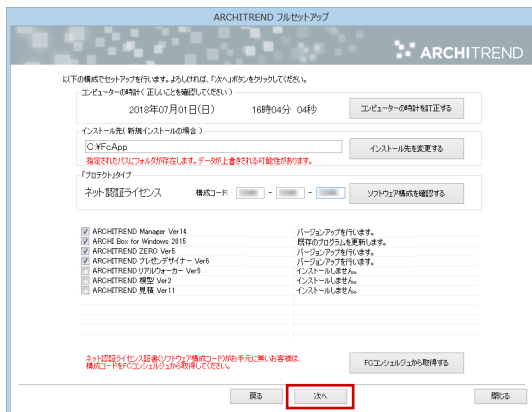 ARCHITREND フルセットアップ
ARCHITREND
以下の構成でセットアップを行います。よろしければ、「次へ」ボタンをクリックしてください。
コンピューターの時計（ 正しいことを確認してください ）
2018年07月01日(日) 16時04分 04秒
コンピューターの時計を訂正する
インストール先（ 新規インストールの場合 ）
C:¥FcApp
インストール先を変更する
指定されたパスにフォルダが存在します。データが上書きされる可能性があります。
「プロテクト」タイプ
ネット認証ライセンス 構成コード: - -
ソフトウェア構成を確認する
ARCHITREND Manager Ver14 バージョンアップを行います。
ARCHI Box for Windows 2015 既存のプログラムを更新します。
ARCHITREND ZERO Ver5 バージョンアップを行います。
ARCHITREND プレゼンデザイナー Ver6 バージョンアップを行います。
ARCHITREND リアルウォーカー Ver5 インストールしません。
ARCHITREND 模型 Ver2 インストールしません。
ARCHITREND 見積 Ver11 インストールしません。
ネット認証ライセンス証書(ソフトウェア構成コード)がお手元に無いお客様は、
構成コードをFCコンシェルジュから取得してください。
FCコンシェルジュから取得する
戻る 次へ 閉じる